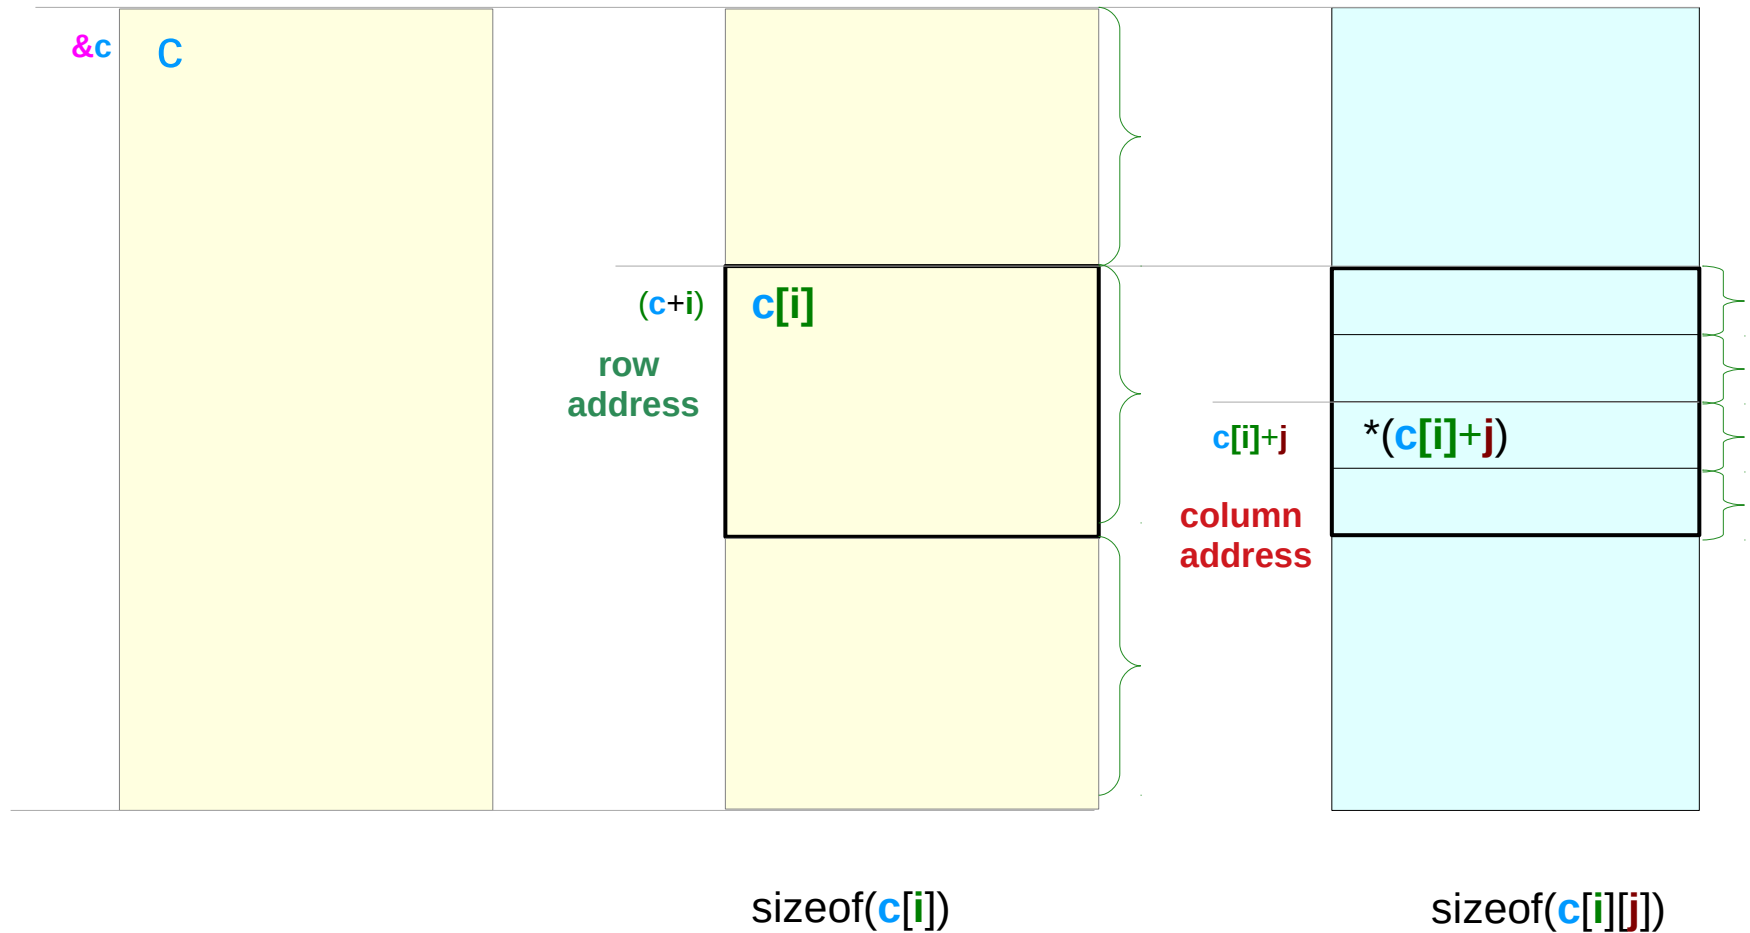 &c
c
(c+i)
c[i]
row
address
c[i]+j
*(c[i]+j)
column
address
sizeof(c[i])
sizeof(c[i][j])